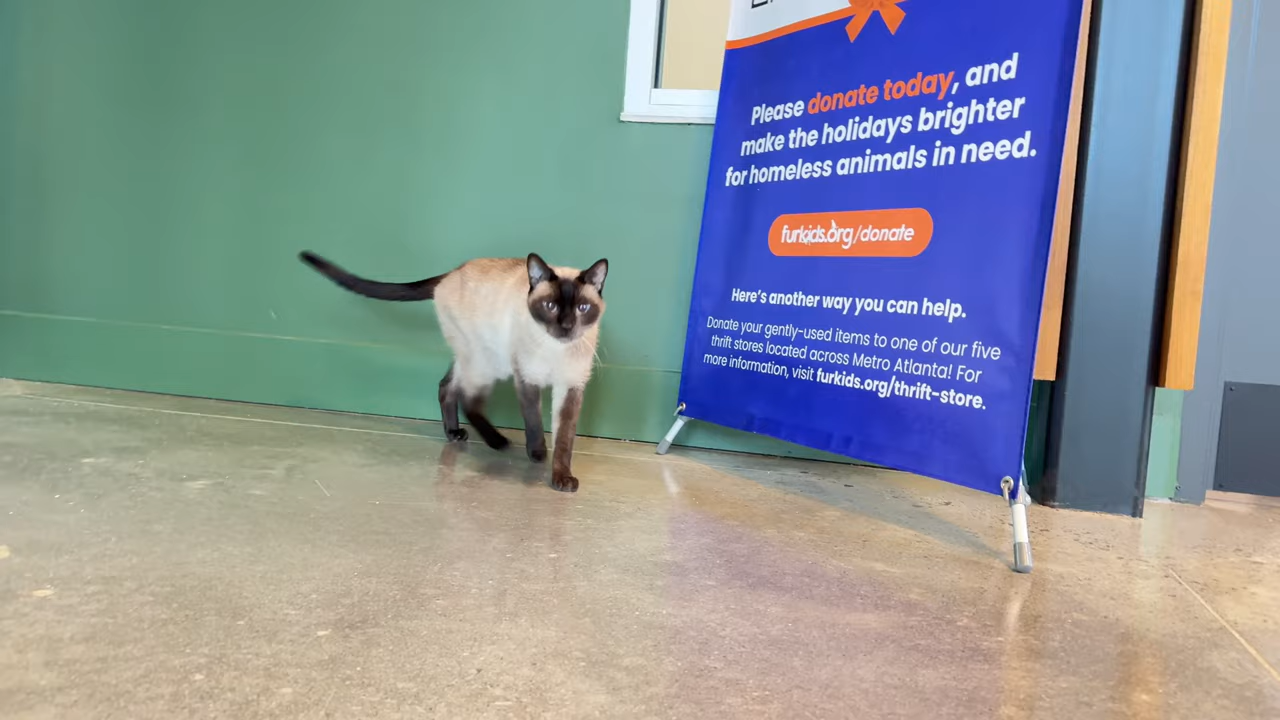 Please donate today, and
make the holidays brighter
for homeless animals in need.
furkids.org/donate
Here's another way you can help.
Donate your gently-used items to one of our five
thrift stores located across Metro Atlanta! For
more information, visit furkids.org/thrift-store.